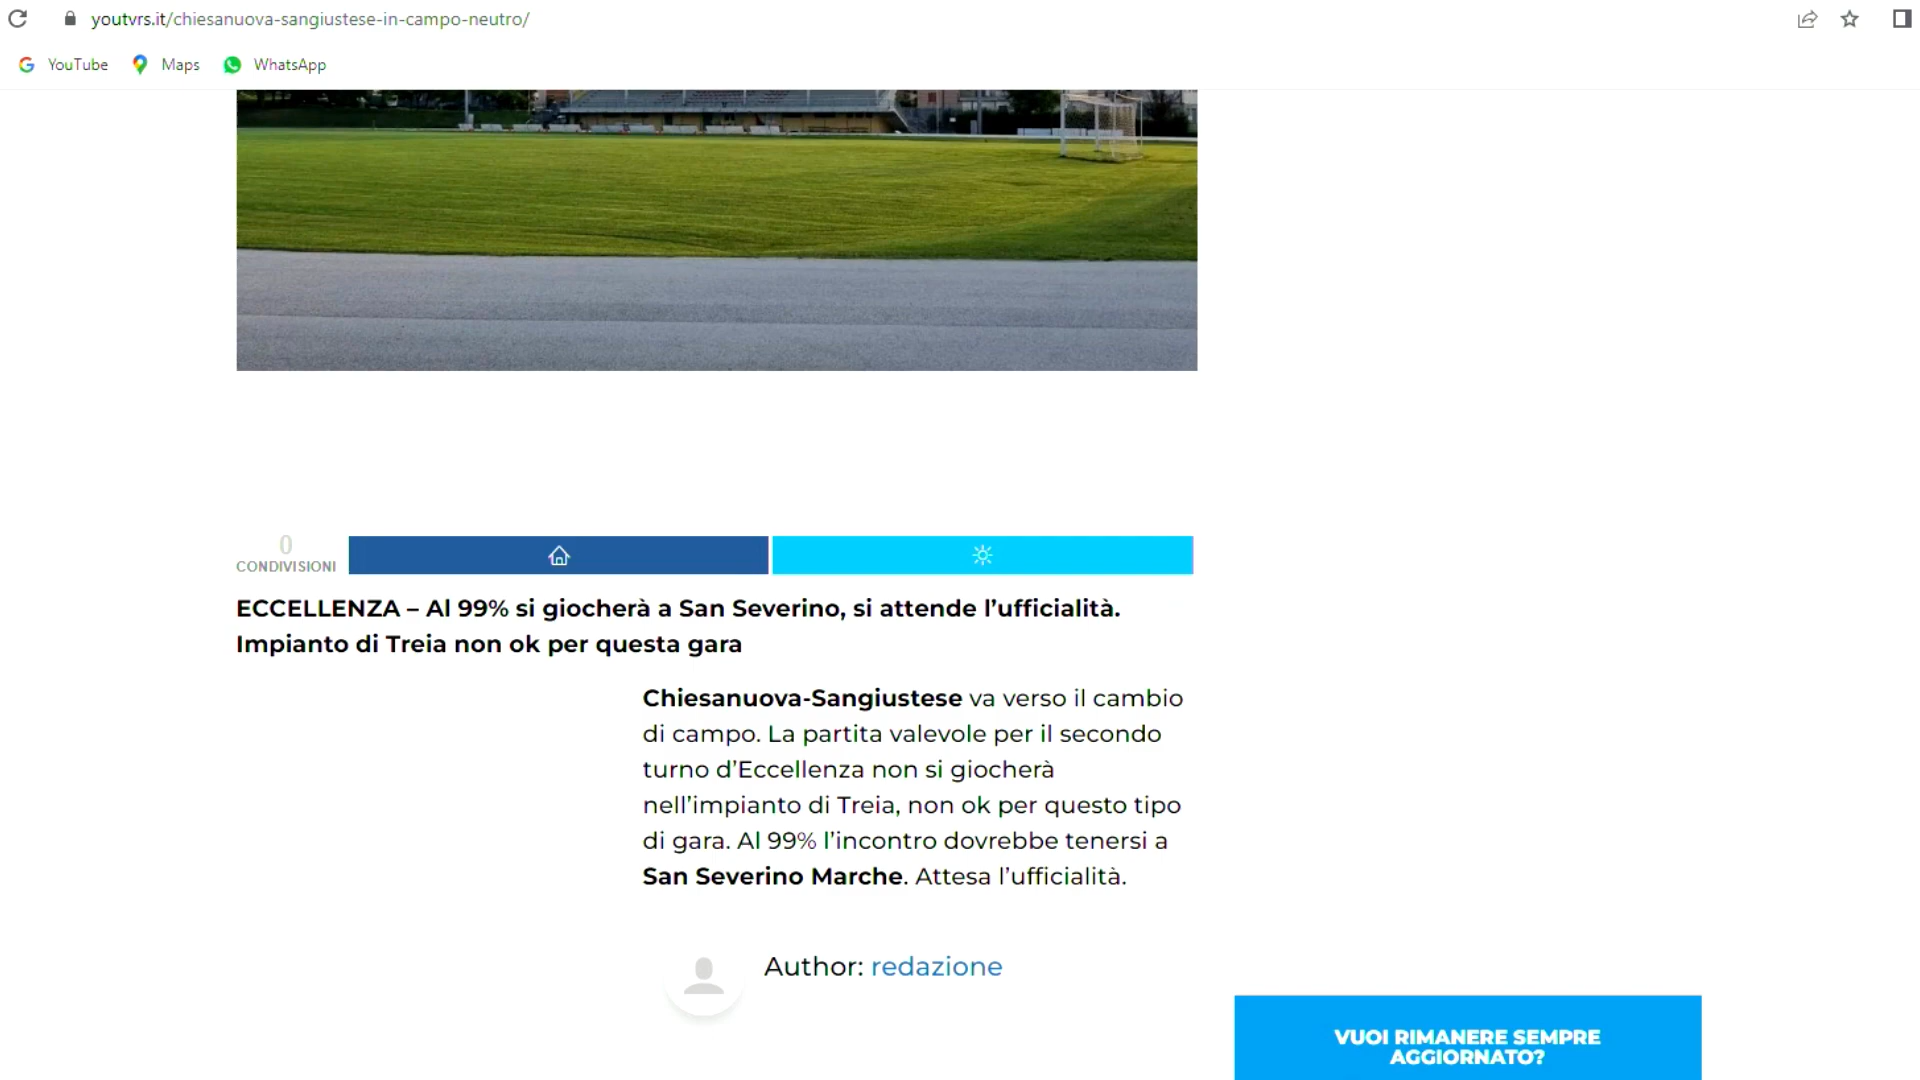 youtvrs.it/chiesanuova-sangiustese-in-campo-neutro/
YouTube Maps WhatsApp
0
CONDIVISIONI
ECCELLENZA – Al 99% si giocherà a San Severino, si attende l’ufficialità.
Impianto di Treia non ok per questa gara
Chiesanuova-Sangiustese va verso il cambio
di campo. La partita valevole per il secondo
turno d’Eccellenza non si giocherà
nell’impianto di Treia, non ok per questo tipo
di gara. Al 99% l’incontro dovrebbe tenersi a
San Severino Marche. Attesa l’ufficialità.
Author: redazione
VUOI RIMANERE SEMPRE
AGGIORNATO?